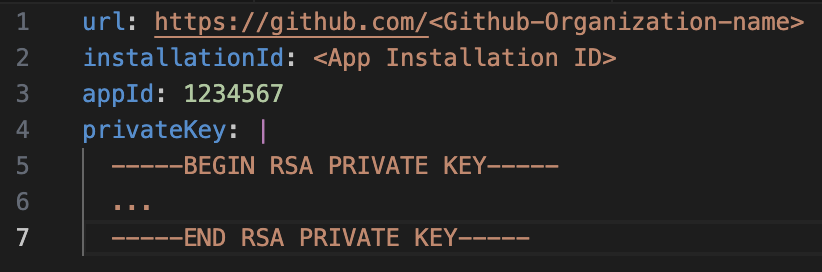 1 url: https://github.com/<Github-Organization-name>
2 installationId: <App Installation ID>
3 appId: 1234567
4 privateKey: |
5 -----BEGIN RSA PRIVATE KEY-----
6 ...
7 -----END RSA PRIVATE KEY-----